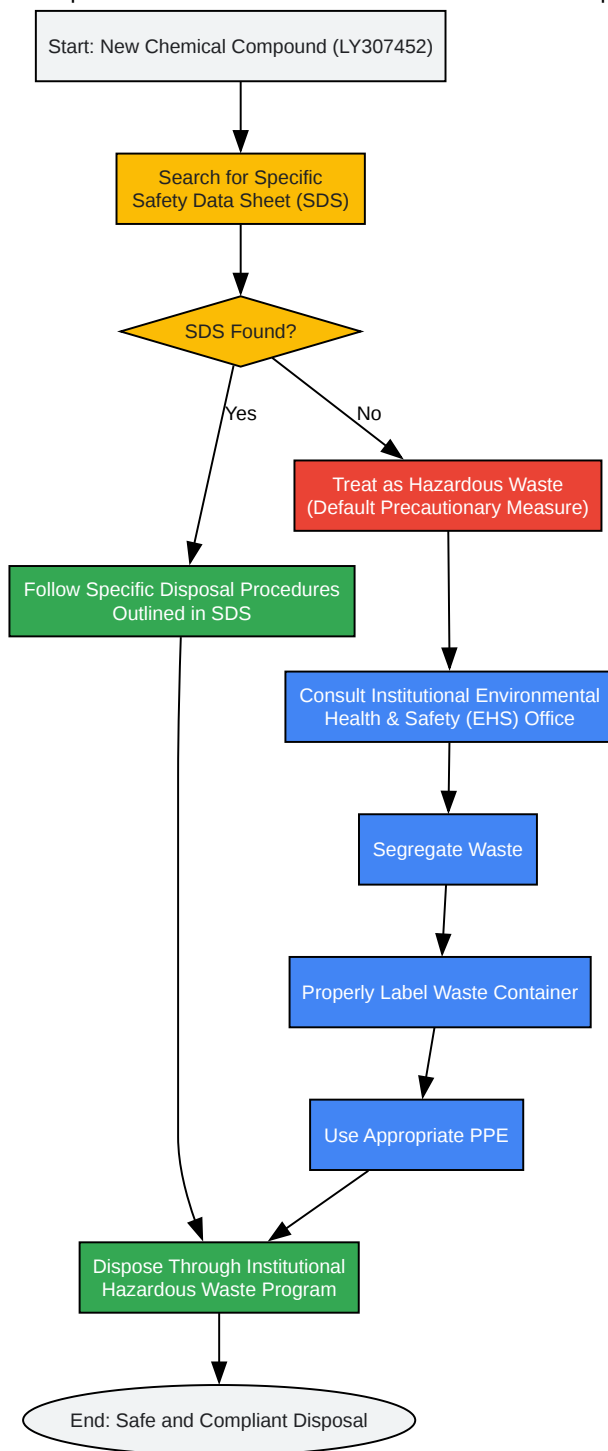 Start: New Chemical Compound (LY307452)
Search for Specific
Safety Data Sheet (SDS)
SDS Found?
Yes
No
Treat as Hazardous Waste
(Default Precautionary Measure)
Follow Specific Disposal Procedures
Outlined in SDS
Consult Institutional Environmental
Health & Safety (EHS) Office
Segregate Waste
Properly Label Waste Container
Use Appropriate PPE
Dispose Through Institutional
Hazardous Waste Program
End: Safe and Compliant Disposal